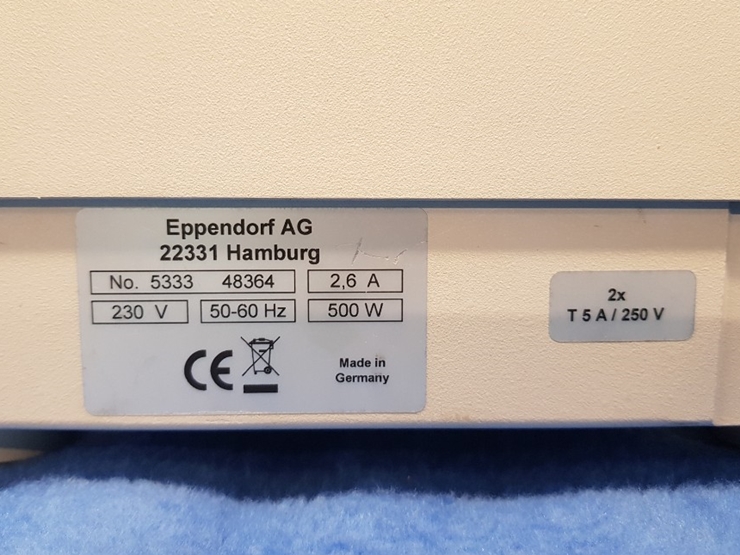 Eppendorf AG
22331 Hamburg
No. 5333 48364
2,6 A
230 V
50-60 Hz
500 W
CE
Made in
Germany
2x
T 5 A / 250 V